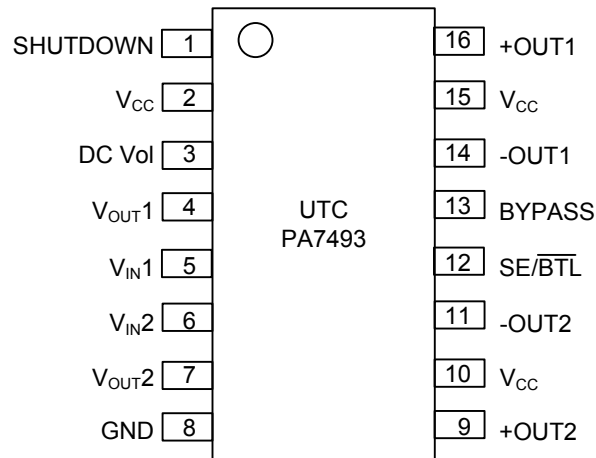 SHUTDOWN 1 16 +OUT1
VCC 2 15 VCC
DC Vol 3 14 -OUT1
VOUT1 4 UTC 13 BYPASS
PA7493
VIN1 5 12 SE/B̅T̅L̅
VIN2 6 11 -OUT2
VOUT2 7 10 VCC
GND 8 9 +OUT2